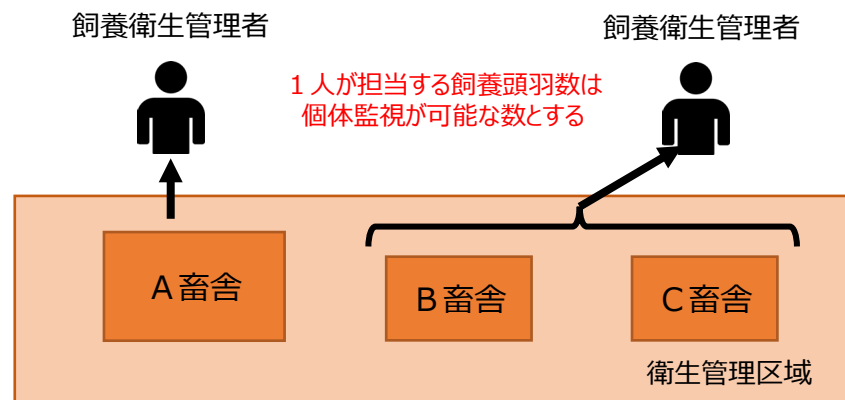 飼養衛生管理者
飼養衛生管理者
1人が担当する飼養頭羽数は
個体監視が可能な数とする
A畜舎
B畜舎
C畜舎
衛生管理区域